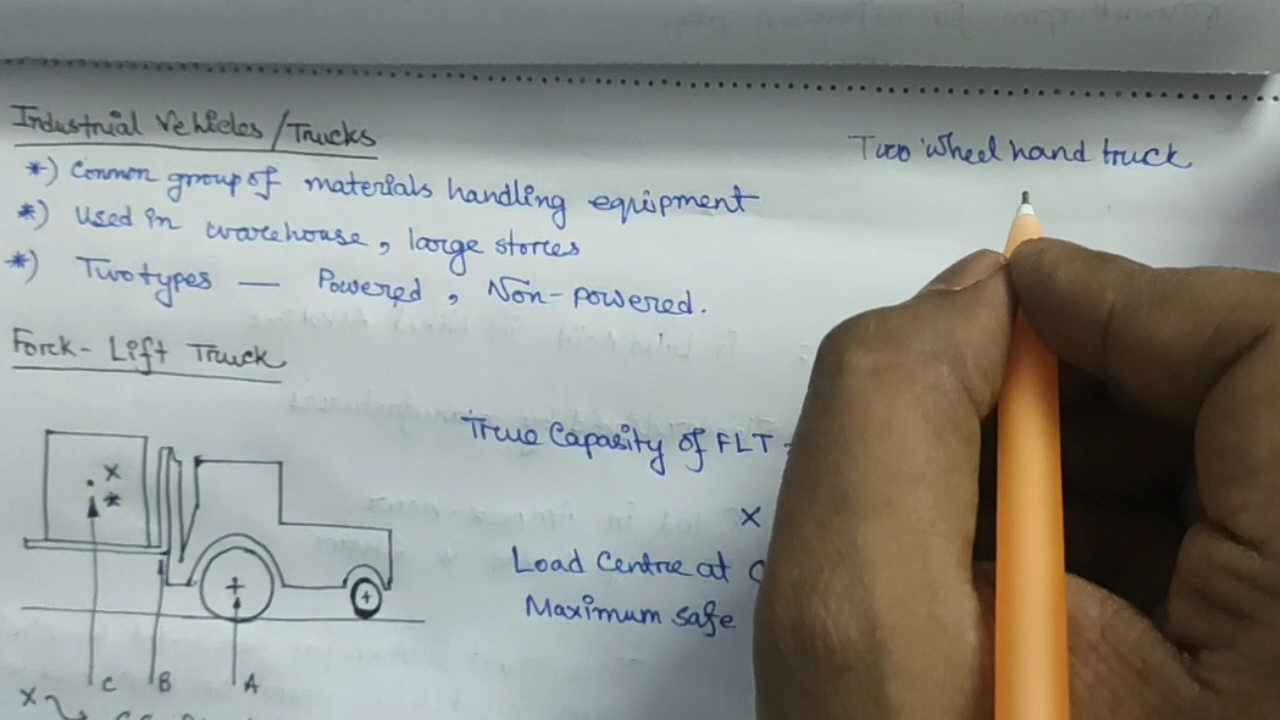 Industrial Vehicles/Trucks
*) Common group of materials handling equipment
*) Used in warehouse, large stores
*) Two types — Powered, Non-powered.
Two wheel hand truck
Fork-Lift Truck
X
*
True Capasity of FLT
X
Load Centre at
Maximum safe
C B A
X